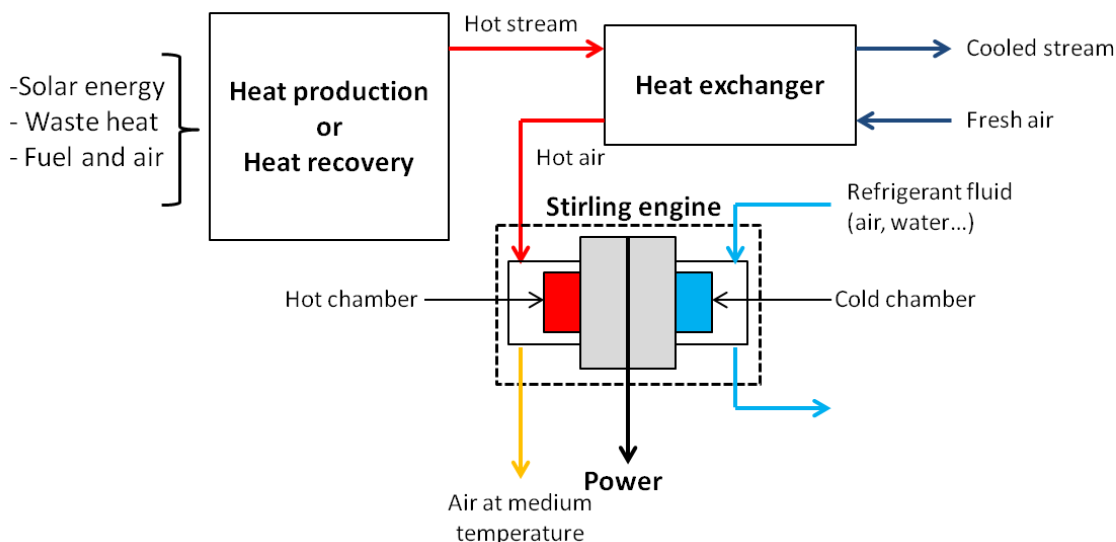 Hot stream
-Solar energy
- Waste heat
- Fuel and air
Heat production
or
Heat recovery
Heat exchanger
Cooled stream
Fresh air
Hot air
Refrigerant fluid
(air, water...)
Stirling engine
Hot chamber
Cold chamber
Power
Air at medium
temperature